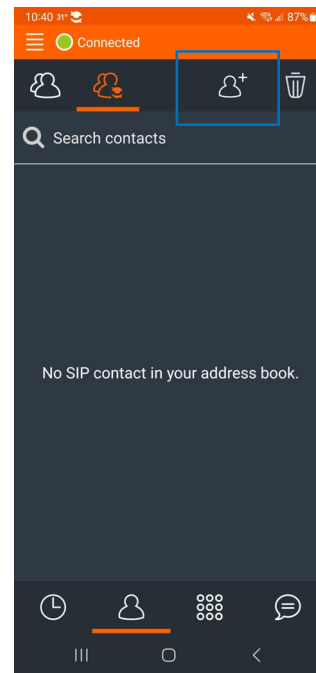 10:40 31°
87%
Connected
Search contacts
No SIP contact in your address book.